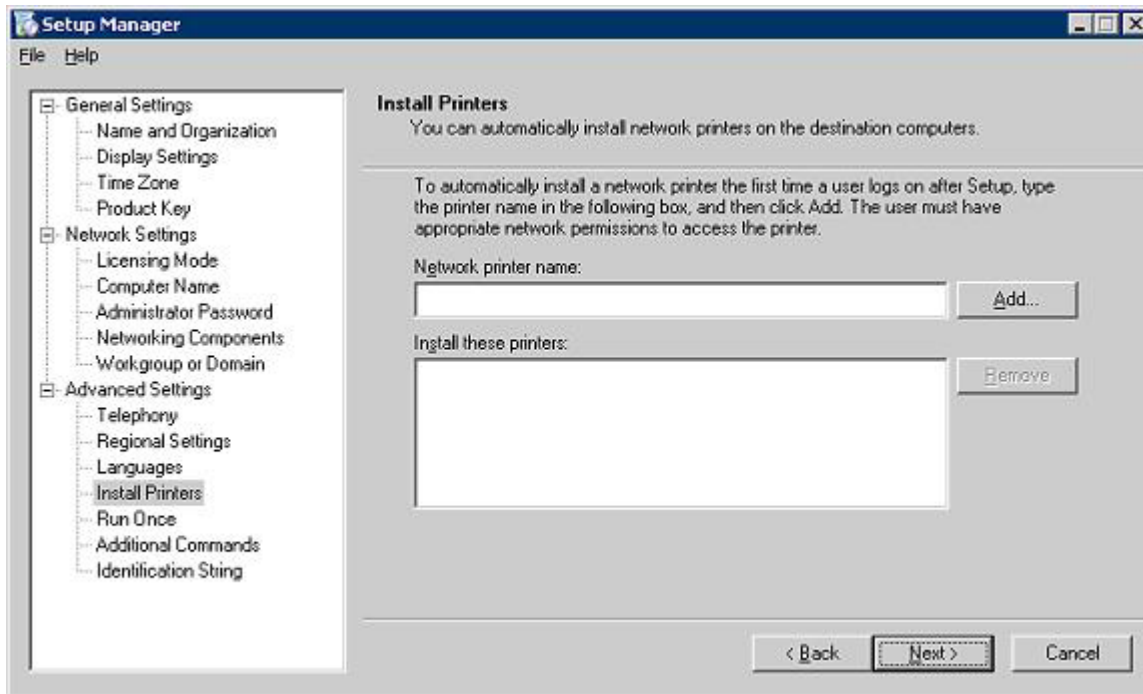 Setup Manager
File Help
General Settings
Name and Organization
Display Settings
Time Zone
Product Key
Network Settings
Licensing Mode
Computer Name
Administrator Password
Networking Components
Workgroup or Domain
Advanced Settings
Telephony
Regional Settings
Languages
Install Printers
Run Once
Additional Commands
Identification String
Install Printers
You can automatically install network printers on the destination computers.
To automatically install a network printer the first time a user logs on after Setup, type
the printer name in the following box, and then click Add. The user must have
appropriate network permissions to access the printer.
Network printer name:
Add...
Install these printers:
Remove
< Back
Next >
Cancel